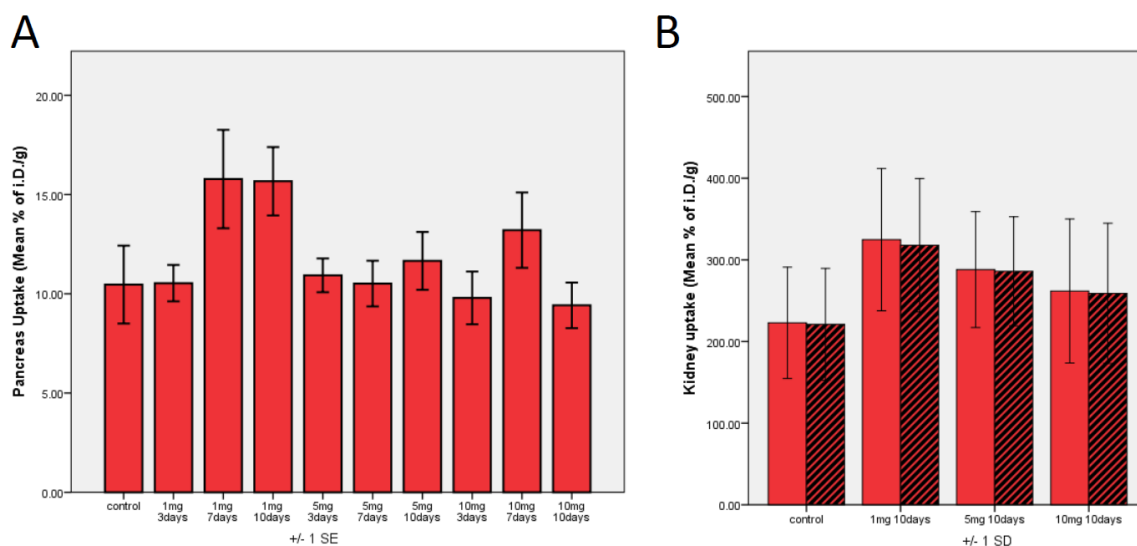 A
Pancreas Uptake (Mean % of i.D./g)
20.00
15.00
10.00
5.00
0.00
control
1mg
3days
1mg
7days
1mg
10days
5mg
3days
5mg
7days
5mg
10days
10mg
3days
10mg
7days
10mg
10days
+/- 1 SE
B
Kidney uptake (Mean % of i.D./g)
500.00
400.00
300.00
200.00
100.00
0.00
control
1mg 10days
5mg 10days
10mg 10days
+/- 1 SD